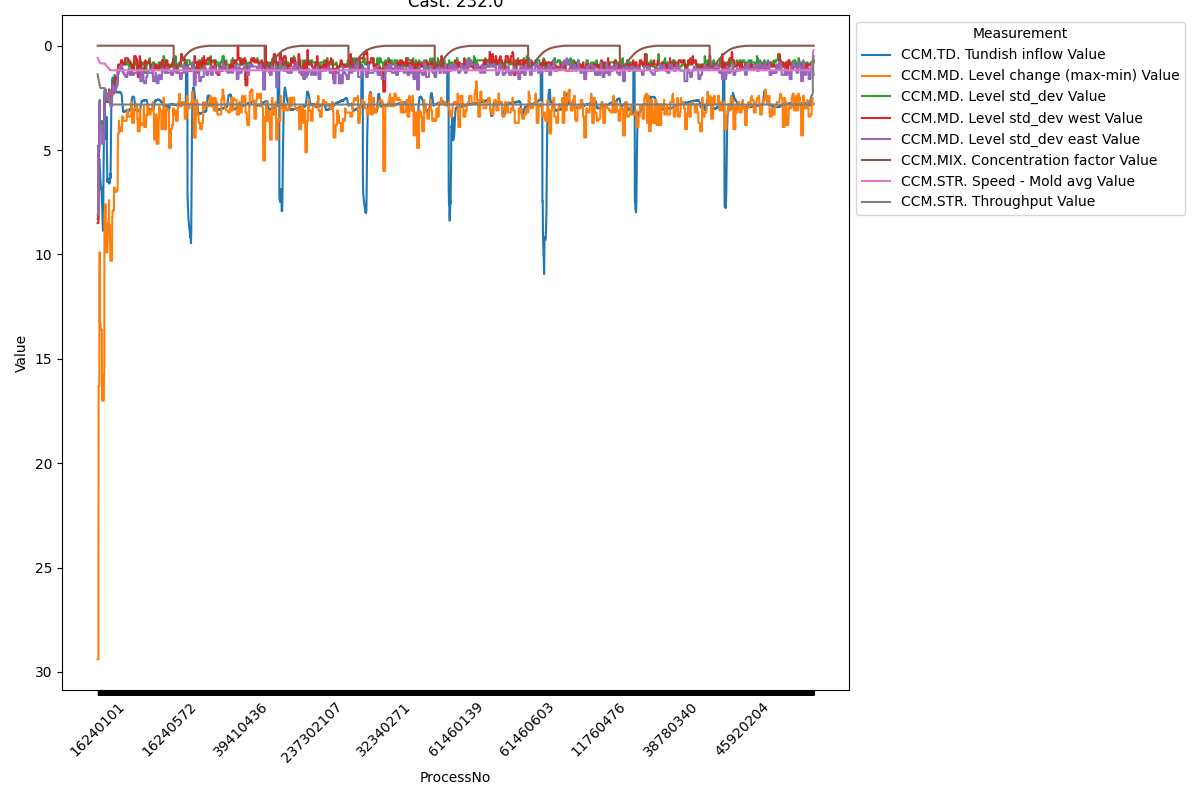 Cast: 232.0
Measurement
CCM.TD. Tundish inflow Value
CCM.MD. Level change (max-min) Value
CCM.MD. Level std_dev Value
CCM.MD. Level std_dev west Value
CCM.MD. Level std_dev east Value
CCM.MIX. Concentration factor Value
CCM.STR. Speed - Mold avg Value
CCM.STR. Throughput Value
Value
0
5
10
15
20
25
30
16240101
16240572
39410436
237302107
32340271
61460139
61460603
11760476
38780340
45920204
ProcessNo